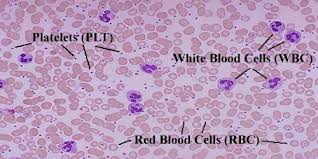 Platelets (PLT)
White Blood Cells (WBC)
Red Blood Cells (RBC)